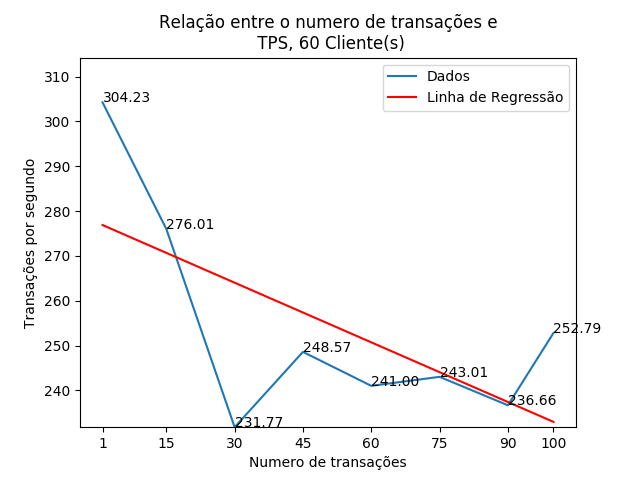 Relação entre o numero de transações e
TPS, 60 Cliente(s)
Dados
Linha de Regressão
Transações por segundo
310
300
290
280
270
260
250
240
304.23
276.01
231.77
248.57
241.00
243.01
236.66
252.79
1 15 30 45 60 75 90 100
Numero de transações